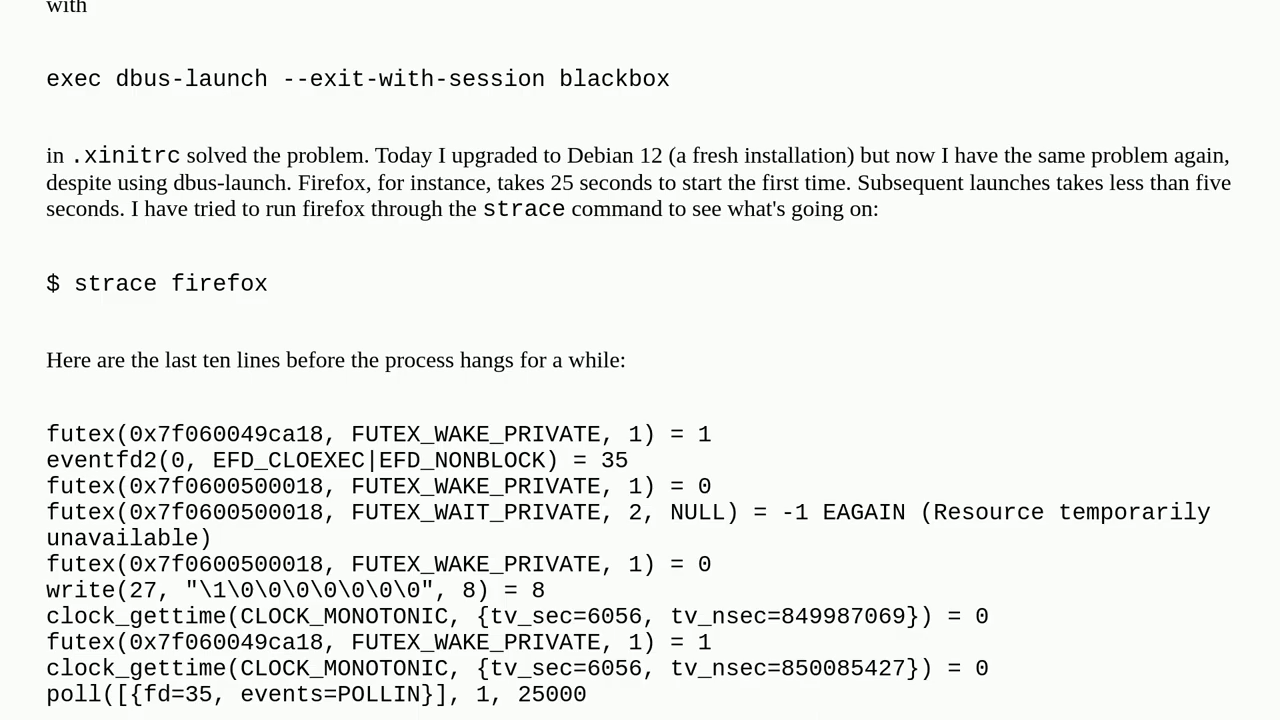 with
exec dbus-launch --exit-with-session blackbox
in .xinitrc solved the problem. Today I upgraded to Debian 12 (a fresh installation) but now I have the same problem again,
despite using dbus-launch. Firefox, for instance, takes 25 seconds to start the first time. Subsequent launches takes less than five
seconds. I have tried to run firefox through the strace command to see what's going on:
$ strace firefox
Here are the last ten lines before the process hangs for a while:
futex(0x7f060049ca18, FUTEX_WAKE_PRIVATE, 1) = 1
eventfd2(0, EFD_CLOEXEC|EFD_NONBLOCK) = 35
futex(0x7f0600500018, FUTEX_WAKE_PRIVATE, 1) = 0
futex(0x7f0600500018, FUTEX_WAIT_PRIVATE, 2, NULL) = -1 EAGAIN (Resource temporarily
unavailable)
futex(0x7f0600500018, FUTEX_WAKE_PRIVATE, 1) = 0
write(27, "\1\0\0\0\0\0\0\0", 8) = 8
clock_gettime(CLOCK_MONOTONIC, {tv_sec=6056, tv_nsec=849987069}) = 0
futex(0x7f060049ca18, FUTEX_WAKE_PRIVATE, 1) = 1
clock_gettime(CLOCK_MONOTONIC, {tv_sec=6056, tv_nsec=850085427}) = 0
poll([{fd=35, events=POLLIN}], 1, 25000